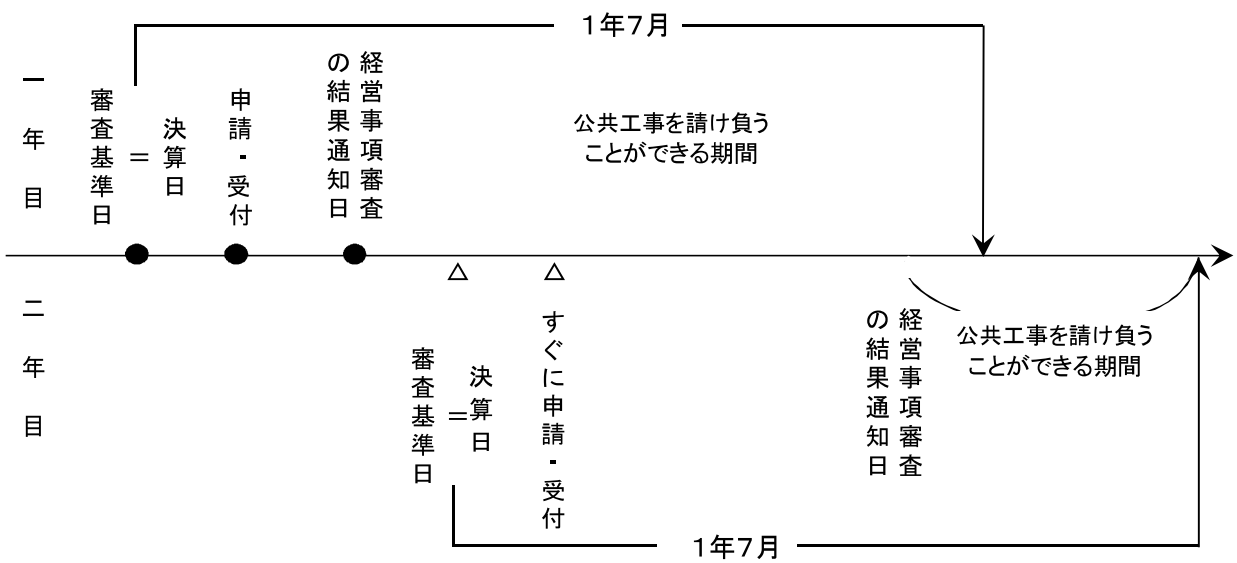 １年７月
一年目
審査基準日
＝
決算日
申請・受付
経営事項審査
の結果通知日
公共工事を請け負う
ことができる期間
二年目
審査基準日
＝
決算日
すぐに申請・受付
経営事項審査
の結果通知日
公共工事を請け負う
ことができる期間
１年７月